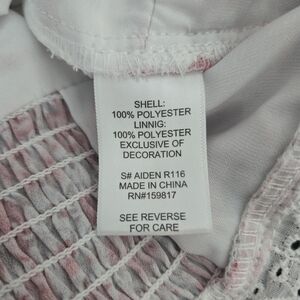 SHELL:
100% POLYESTER
LINNIG:
100% POLYESTER
EXCLUSIVE OF
DECORATION
S# AIDEN R116
MADE IN CHINA
RN#159817
SEE REVERSE
FOR CARE